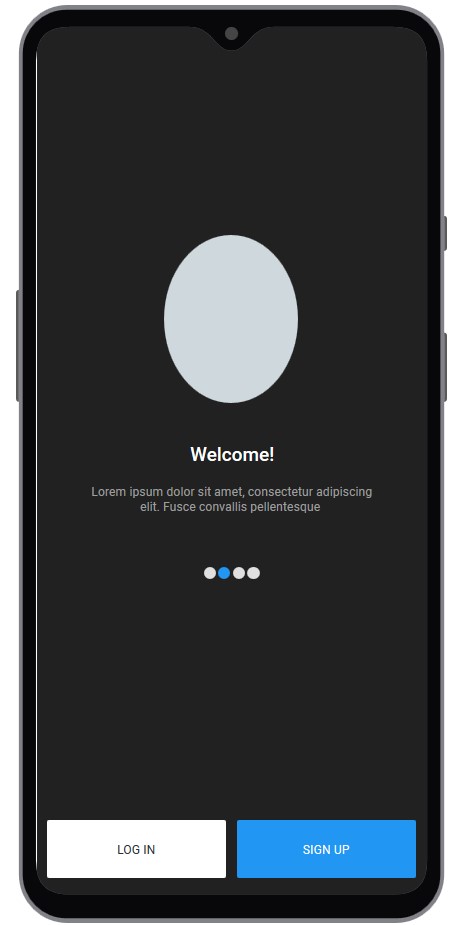 Welcome!
Lorem ipsum dolor sit amet, consectetur adipiscing
elit. Fusce convallis pellentesque
LOG IN
SIGN UP